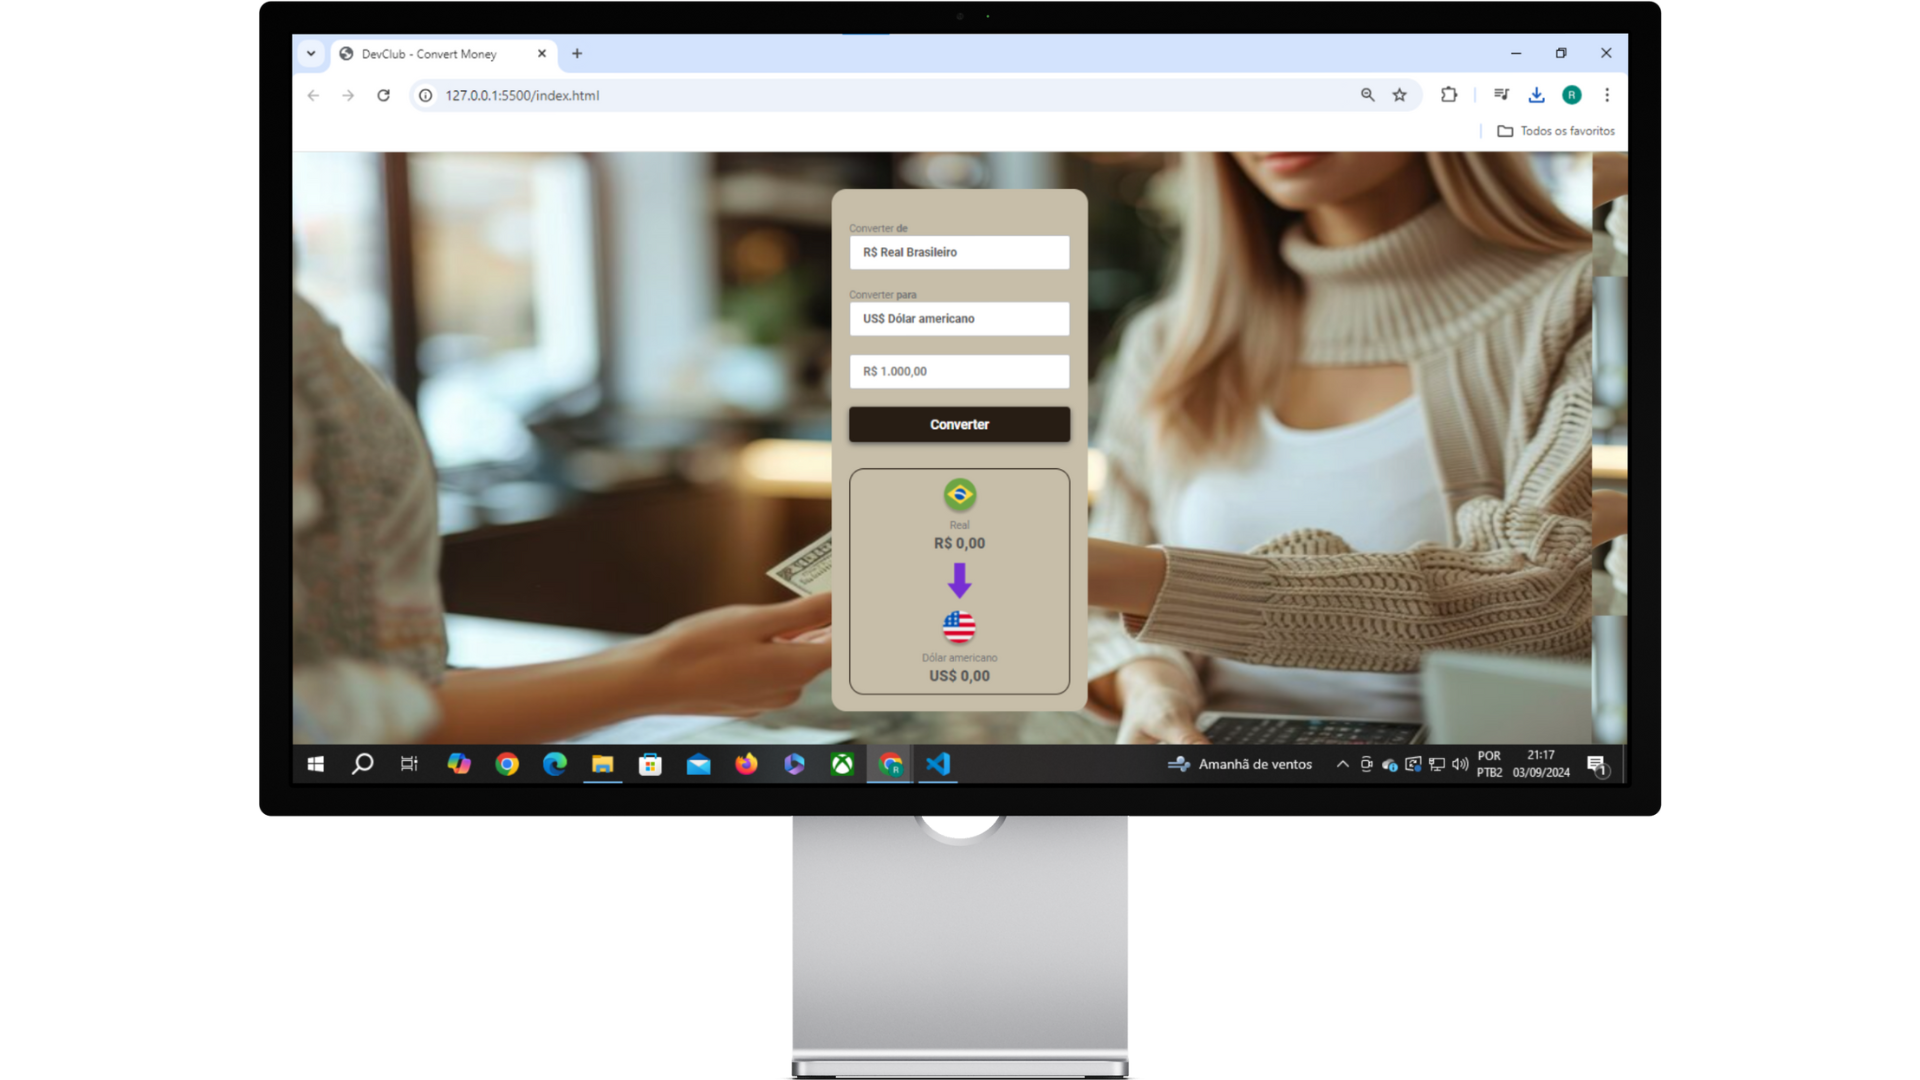 DevClub - Convert Money
127.0.0.1:5500/index.html
R
Todos os favoritos
Converter de
R$ Real Brasileiro
Converter para
US$ Dólar americano
R$ 1.000,00
Converter
Real
R$ 0,00
Dólar americano
US$ 0,00
Amanhã de ventos
POR
PTB2
21:17
03/09/2024
1